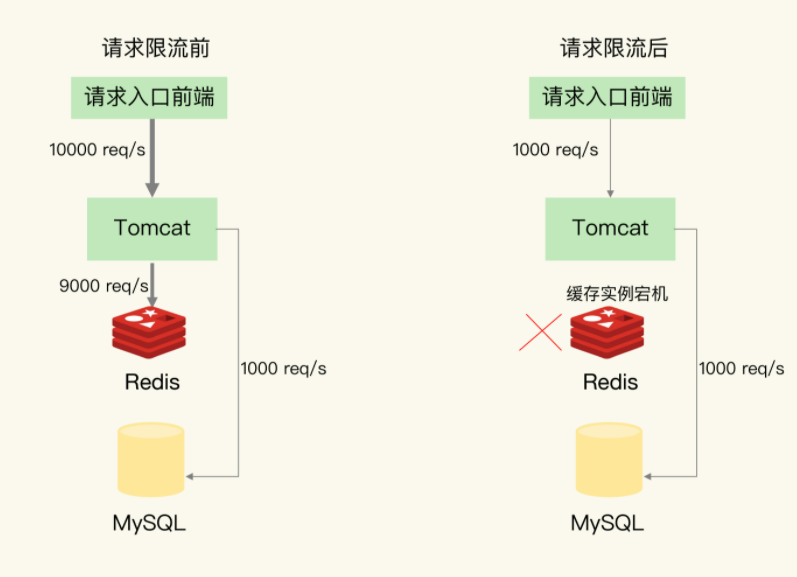 请求限流前
请求入口前端
10000 req/s
Tomcat
9000 req/s
Redis
1000 req/s
MySQL
请求限流后
请求入口前端
1000 req/s
Tomcat
缓存实例宕机
Redis
1000 req/s
MySQL